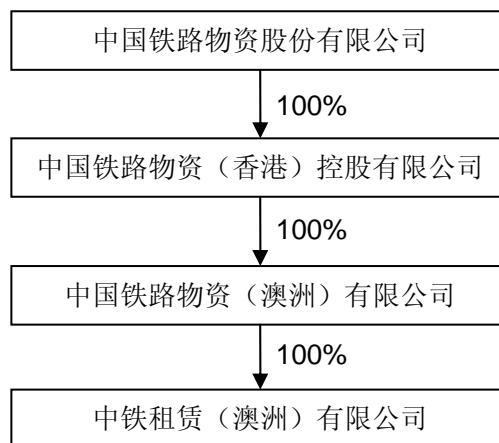 中国铁路物资股份有限公司
100%
中国铁路物资（香港）控股有限公司
100%
中国铁路物资（澳洲）有限公司
100%
中铁租赁（澳洲）有限公司